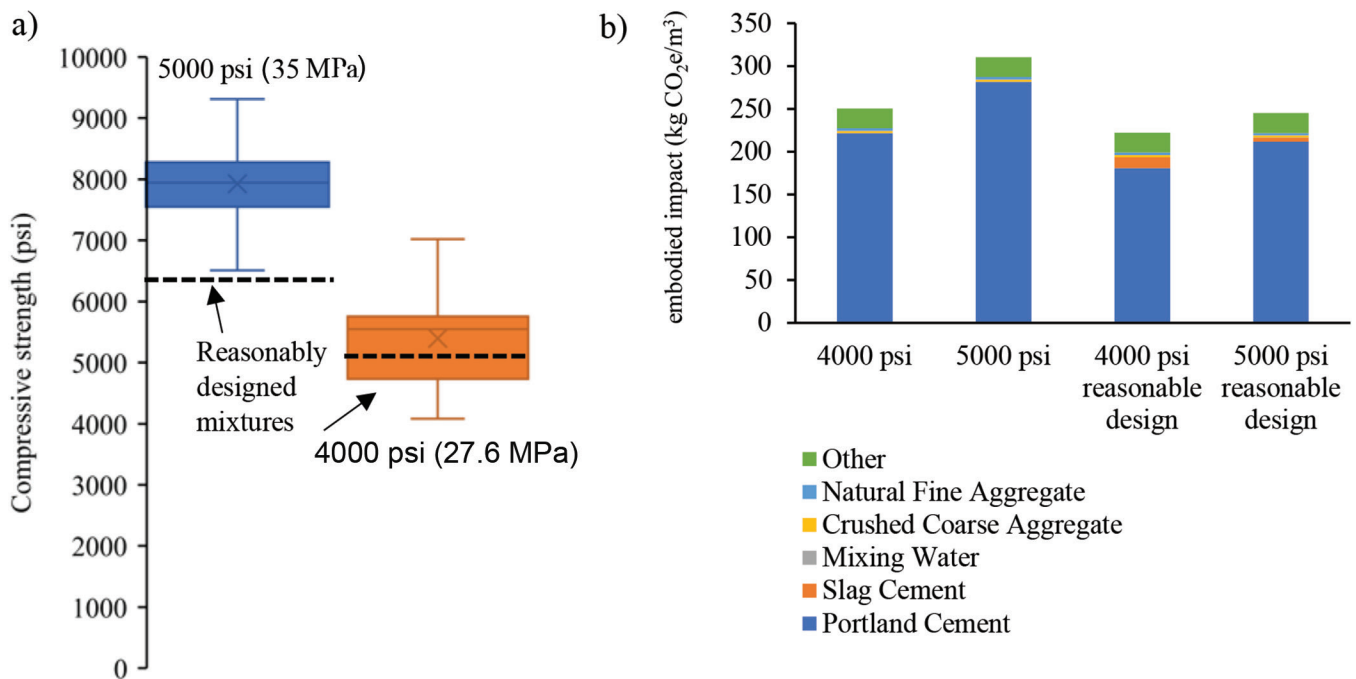 a)
10000
9000
8000
7000
6000
5000
4000
3000
2000
1000
0
Compressive strength (psi)
5000 psi (35 MPa)
Reasonably
designed
mixtures
4000 psi (27.6 MPa)
b)
350
300
250
200
150
100
50
0
embodied impact (kg CO₂e/m³)
4000 psi
5000 psi
4000 psi
reasonable
design
5000 psi
reasonable
design
Other
Natural Fine Aggregate
Crushed Coarse Aggregate
Mixing Water
Slag Cement
Portland Cement